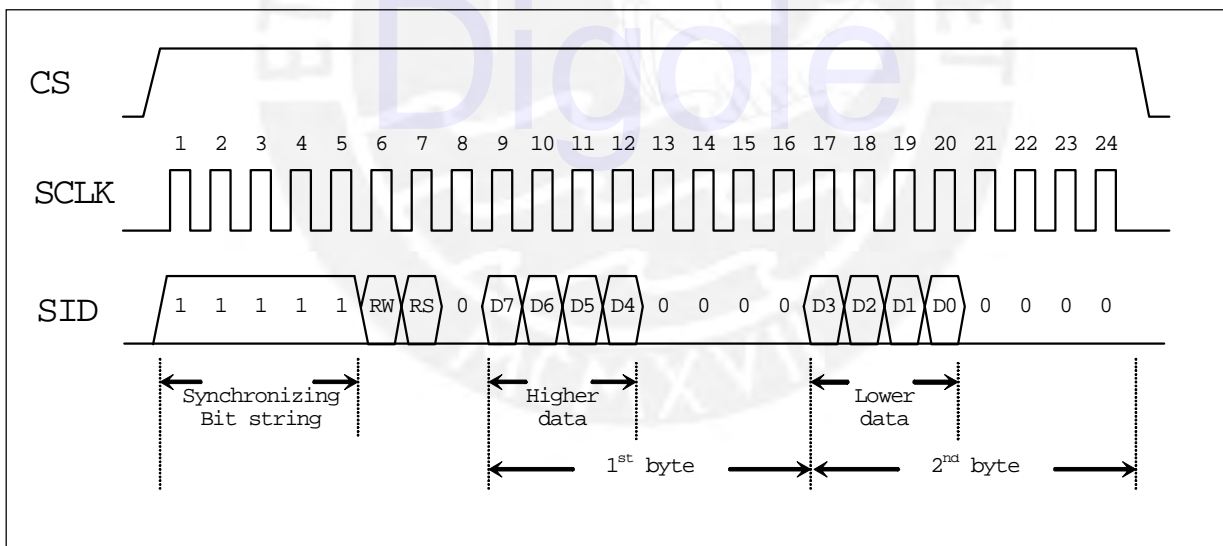 Digole
CS
1 2 3 4 5 6 7 8 9 10 11 12 13 14 15 16 17 18 19 20 21 22 23 24
SCLK
SID
1 1 1 1 1 RW RS 0 D7 D6 D5 D4 0 0 0 0 D3 D2 D1 D0 0 0 0 0
Synchronizing
Bit string
Higher
data
Lower
data
1st byte
2nd byte